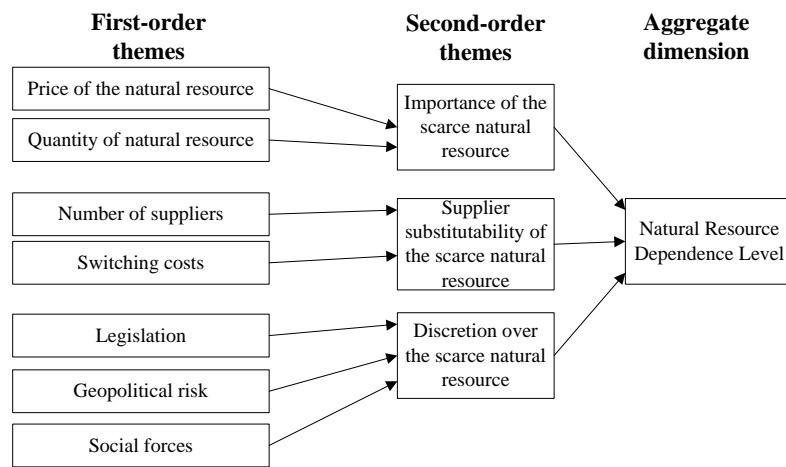 First-order
themes
Second-order
themes
Aggregate
dimension
Price of the natural resource
Quantity of natural resource
Number of suppliers
Switching costs
Legislation
Geopolitical risk
Social forces
Importance of the
scarce natural
resource
Supplier
substitutability of
the scarce natural
resource
Discretion over
the scarce natural
resource
Natural Resource
Dependence Level